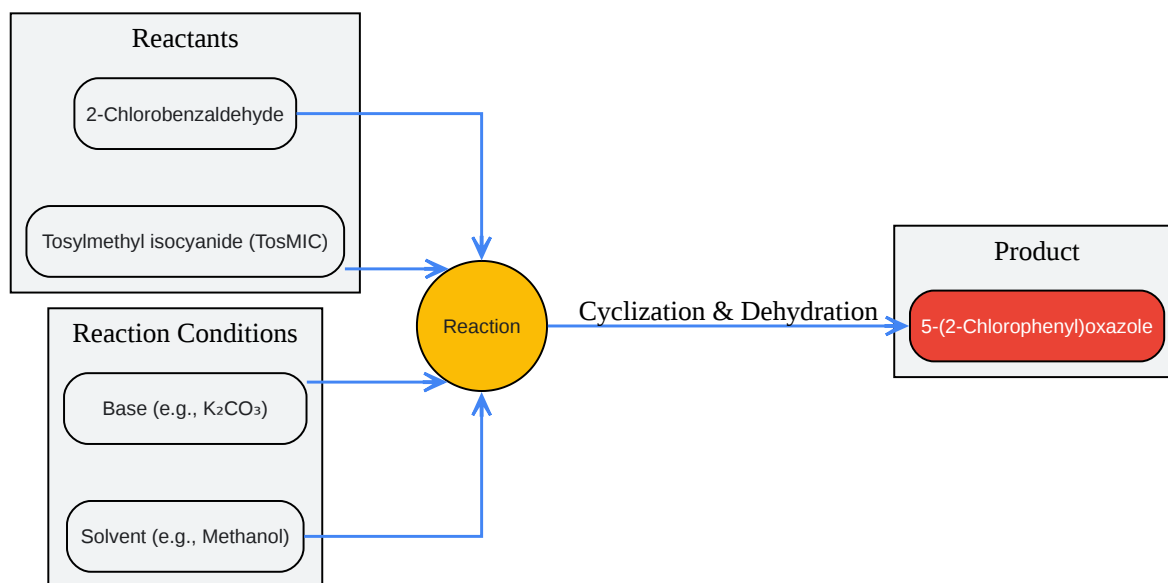 Reactants
2-Chlorobenzaldehyde
Tosylmethyl isocyanide (TosMIC)
Reaction Conditions
Base (e.g., K₂CO₃)
Solvent (e.g., Methanol)
Reaction
Cyclization & Dehydration
Product
5-(2-Chlorophenyl)oxazole